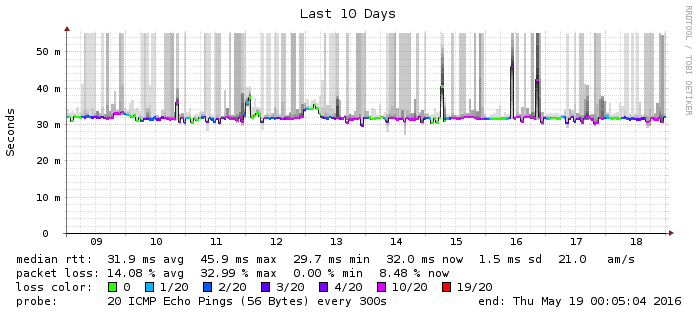 Last 10 Days
RRDTOOL / TOBI OETIKER
Seconds
50 m
40 m
30 m
20 m
10 m
0
09 10 11 12 13 14 15 16 17 18
median rtt: 31.9 ms avg 45.9 ms max 29.7 ms min 32.0 ms now 1.5 ms sd 21.0 am/s
packet loss: 14.08 % avg 32.99 % max 0.00 % min 8.48 % now
loss color: 0 1/20 2/20 3/20 4/20 10/20 19/20
probe: 20 ICMP Echo Pings (56 Bytes) every 300s end: Thu May 19 00:05:04 2016